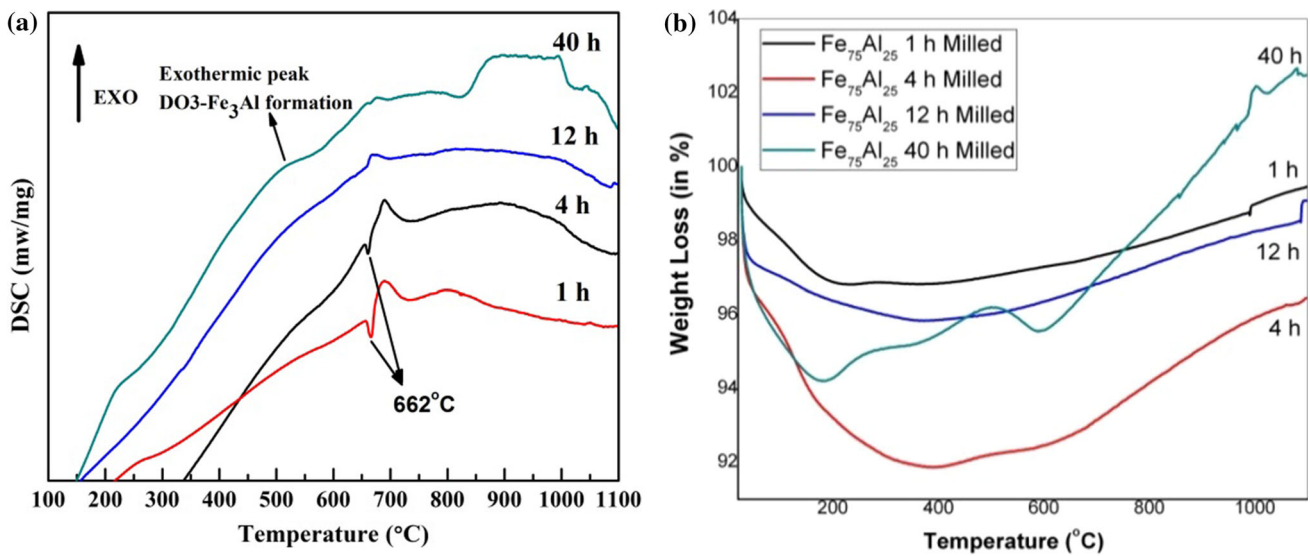 (a)
EXO
Exothermic peak
DO3-Fe₃Al formation
40 h
12 h
4 h
1 h
662°C
DSC (mw/mg)
100 200 300 400 500 600 700 800 900 1000 1100
Temperature (°C)
(b)
104
102
100
98
96
94
92
Weight Loss (in %)
Fe₇₅Al₂₅ 1 h Milled
Fe₇₅Al₂₅ 4 h Milled
Fe₇₅Al₂₅ 12 h Milled
Fe₇₅Al₂₅ 40 h Milled
40 h
1 h
12 h
4 h
200 400 600 800 1000
Temperature (°C)